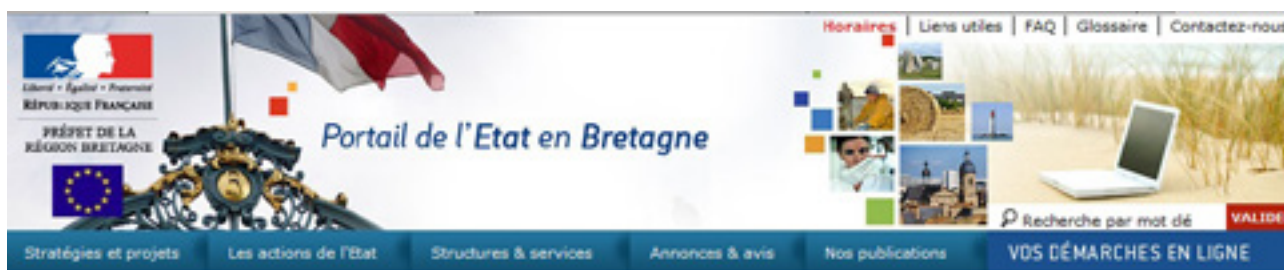 Horaires | Liens utiles | FAQ | Glossaire | Contactez-nous
Liberté • Égalité • Fraternité
RÉPUBLIQUE FRANÇAISE
PRÉFET DE LA
RÉGION BRETAGNE
Portail de l'Etat en Bretagne
Recherche par mot clé VALIDE
Stratégies et projets Les actions de l'Etat Structures & services Annonces & avis Nos publications VOS DÉMARCHES EN LIGNE